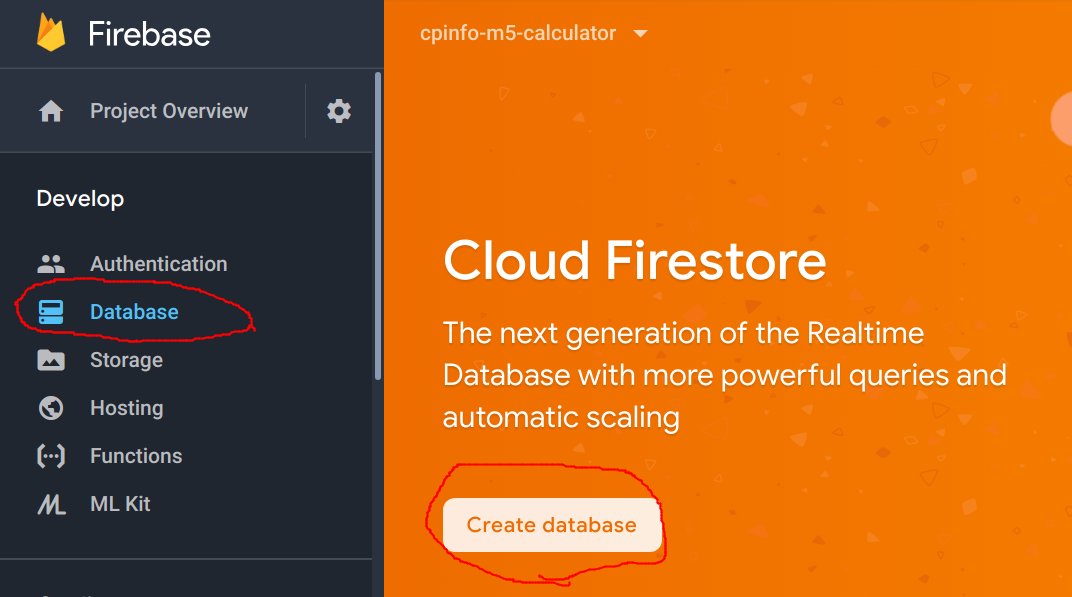 Firebase
Project Overview
Develop
Authentication
Database
Storage
Hosting
Functions
ML Kit
cpinfo-m5-calculator
Cloud Firestore
The next generation of the Realtime
Database with more powerful queries and
automatic scaling
Create database